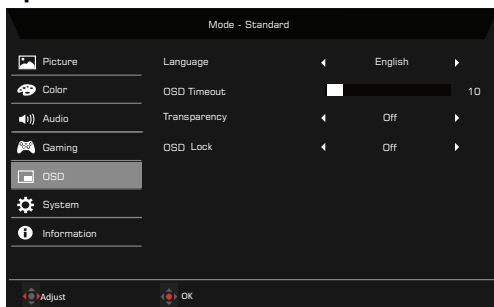 Mode - Standard
Picture
Color
Audio
Gaming
OSD
System
Information
Language English
OSD Timeout 10
Transparency Off
OSD Lock Off
Adjust OK